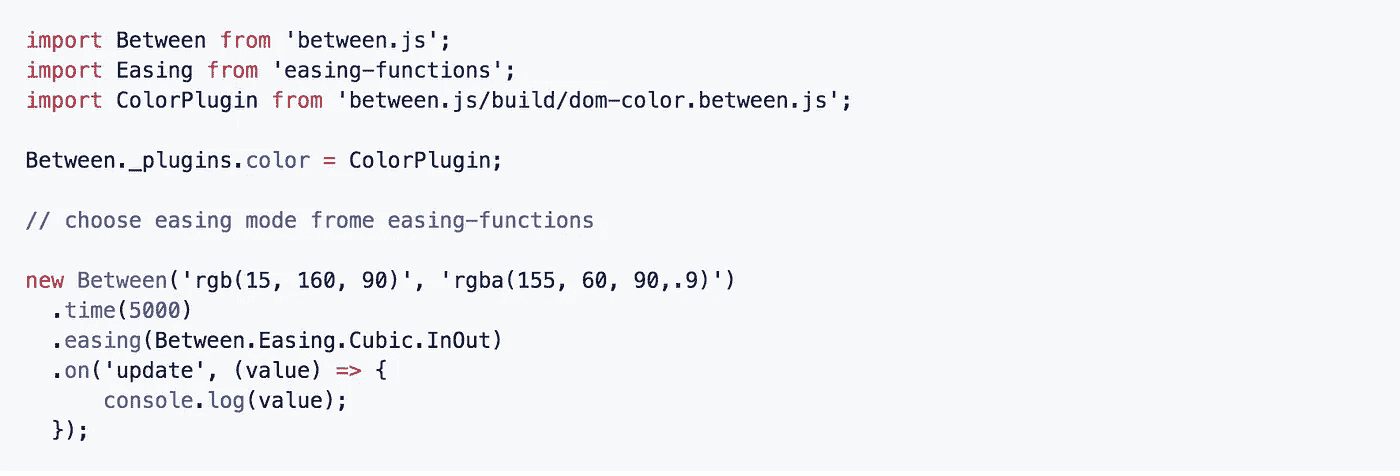 import Between from 'between.js';
import Easing from 'easing-functions';
import ColorPlugin from 'between.js/build/dom-color.between.js';
Between._plugins.color = ColorPlugin;
// choose easing mode frome easing-functions
new Between('rgb(15, 160, 90)', 'rgba(155, 60, 90,.9)')
  .time(5000)
  .easing(Between.Easing.Cubic.InOut)
  .on('update', (value) => {
      console.log(value);
  });